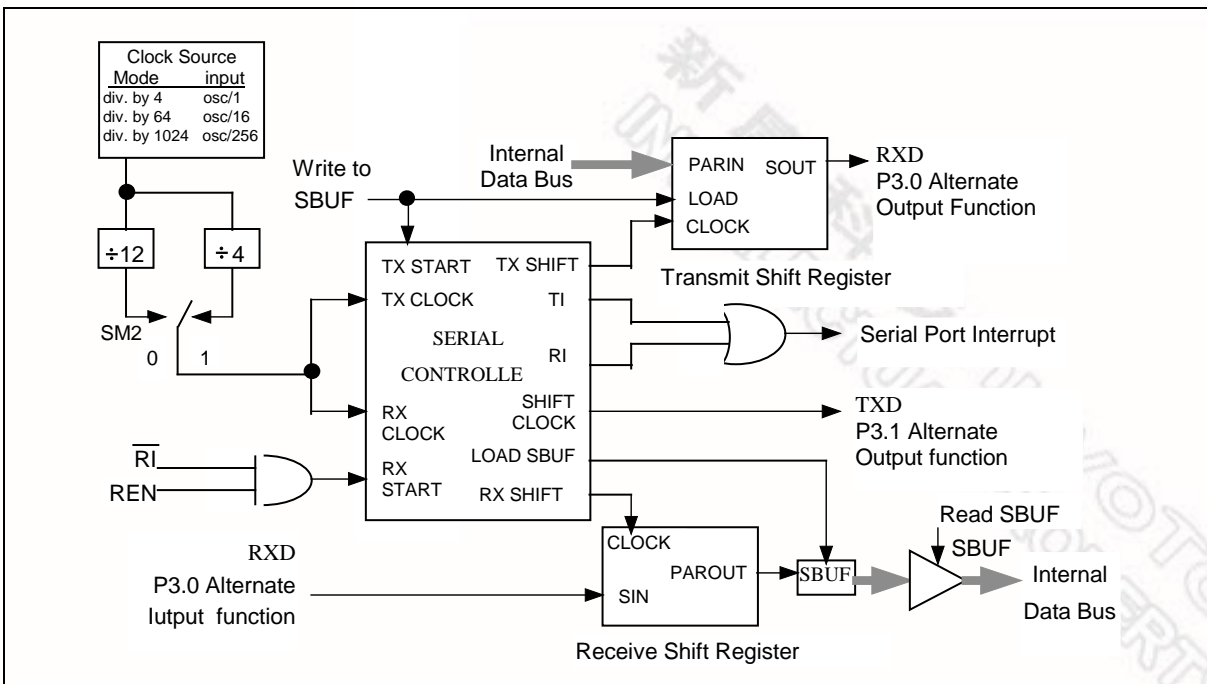 Clock Source
Mode input
div. by 4 osc/1
div. by 64 osc/16
div. by 1024 osc/256
÷12
÷4
SM2
0 1
Write to
SBUF
Internal
Data Bus
PARIN
SOUT
LOAD
CLOCK
RXD
P3.0 Alternate
Output Function
Transmit Shift Register
TX START
TX SHIFT
TX CLOCK
TI
SERIAL
RI
CONTROLLE
SHIFT
CLOCK
RX
CLOCK
LOAD SBUF
RX
START
RX SHIFT
Serial Port Interrupt
TXD
P3.1 Alternate
Output function
RI
REN
RXD
P3.0 Alternate
Iutput function
CLOCK
PAROUT
SIN
Receive Shift Register
SBUF
Read SBUF
SBUF
Internal
Data Bus